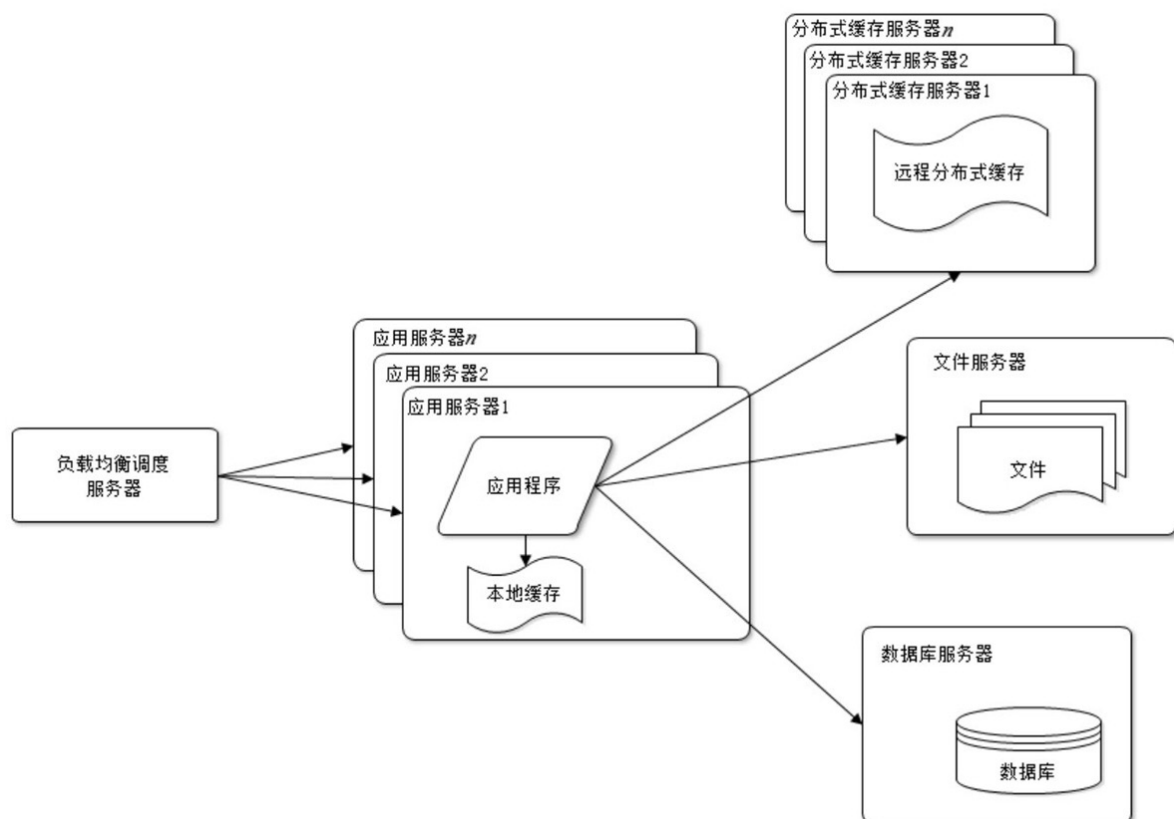 分布式缓存服务器n
分布式缓存服务器2
分布式缓存服务器1
远程分布式缓存
应用服务器n
应用服务器2
应用服务器1
文件服务器
负载均衡调度
服务器
应用程序
文件
本地缓存
数据库服务器
数据库